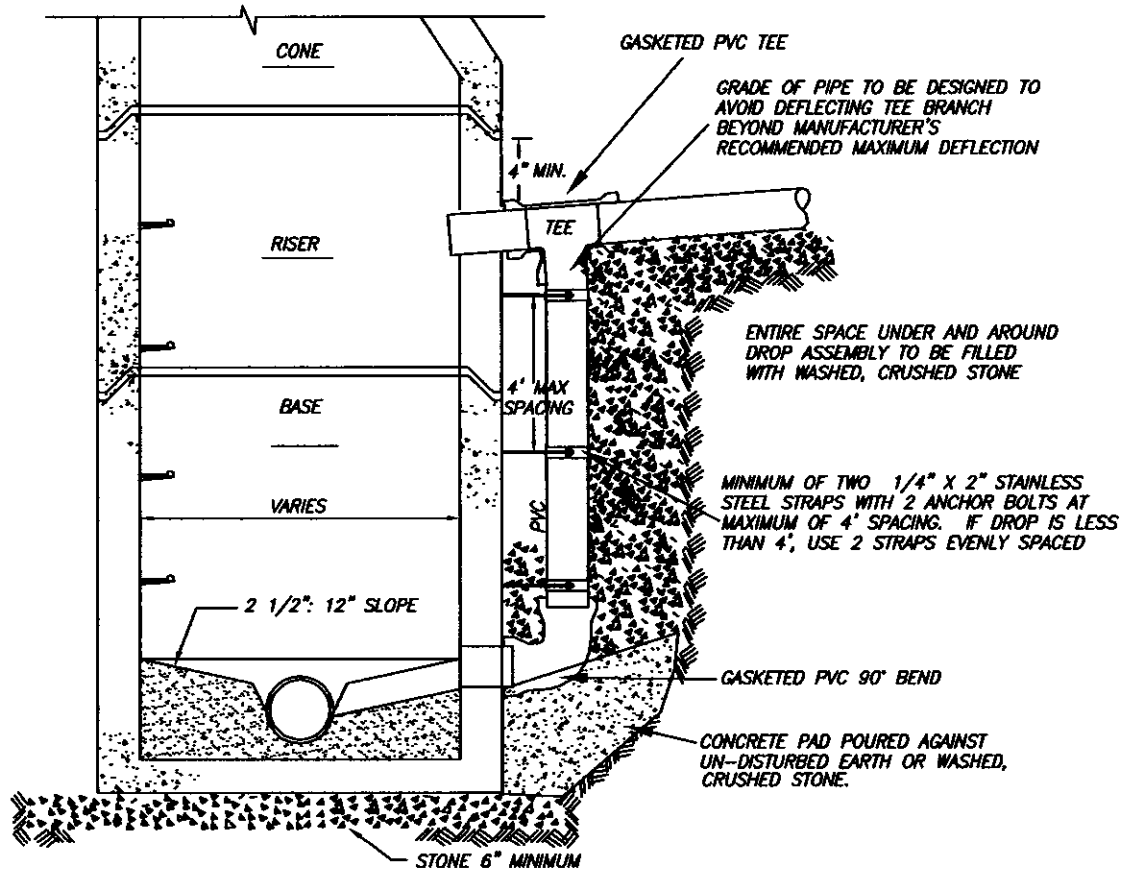 CONE
GASKETED PVC TEE
GRADE OF PIPE TO BE DESIGNED TO
AVOID DEFLECTING TEE BRANCH
BEYOND MANUFACTURER'S
RECOMMENDED MAXIMUM DEFLECTION
4" MIN.
TEE
RISER
ENTIRE SPACE UNDER AND AROUND
DROP ASSEMBLY TO BE FILLED
WITH WASHED, CRUSHED STONE
4' MAX
SPACING
BASE
MINIMUM OF TWO 1/4" X 2" STAINLESS
STEEL STRAPS WITH 2 ANCHOR BOLTS AT
MAXIMUM OF 4' SPACING. IF DROP IS LESS
THAN 4', USE 2 STRAPS EVENLY SPACED
VARIES
PVC
2 1/2": 12" SLOPE
GASKETED PVC 90° BEND
CONCRETE PAD POURED AGAINST
UN-DISTURBED EARTH OR WASHED,
CRUSHED STONE.
STONE 6" MINIMUM